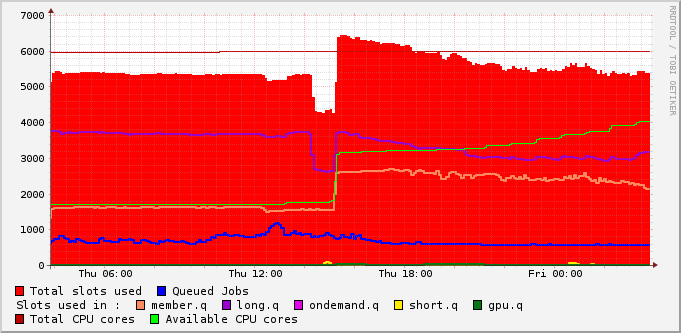 7000
6000
5000
4000
3000
2000
1000
0
Thu 06:00 Thu 12:00 Thu 18:00 Fri 00:00
Total slots used Queued Jobs
Slots used in : member.q long.q ondemand.q short.q gpu.q
Total CPU cores Available CPU cores
RRDTOOL / TOBI OETIKER